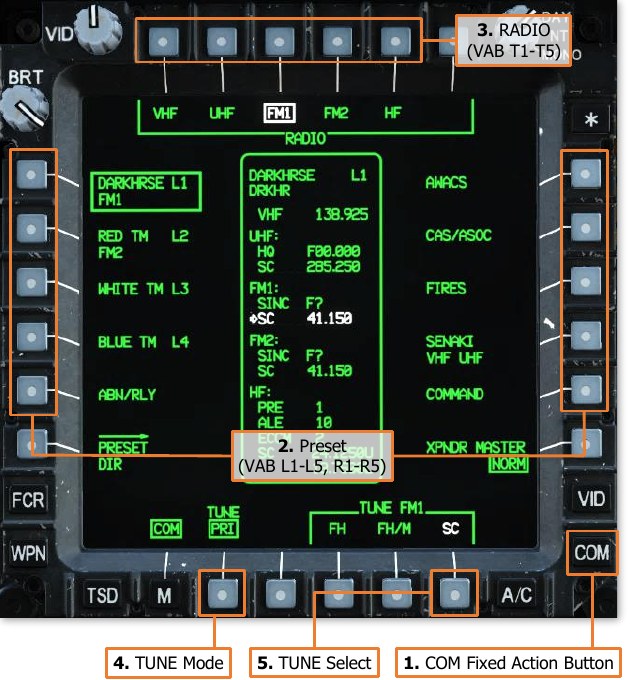 3. RADIO
(VAB T1-T5)
VID
DAY
BRT
VHF UHF FM1 FM2 HF
RADIO
*
DARKHRSE L1
FM1
RED TM L2
FM2
WHITE TM L3
BLUE TM L4
ABN/RLY
PRESET
DIR
DARKHRSE L1
DRKHR
VHF 138.925
UHF:
HQ F00.000
SC 285.250
FM1:
SINC F?
SC 41.150
FM2:
SINC F?
SC 41.150
HF:
PRE 1
ALE 10
ECCM
AWACS
CAS/ASOC
FIRES
SENAKI
VHF UHF
COMMAND
XPNDR MASTER
NORM
2. Preset
(VAB L1-L5, R1-R5)
FCR
WPN
VID
COM
COM
TUNE
PRI
TUNE FM1
FH FH/M SC
TSD M A/C
4. TUNE Mode
5. TUNE Select
1. COM Fixed Action Button